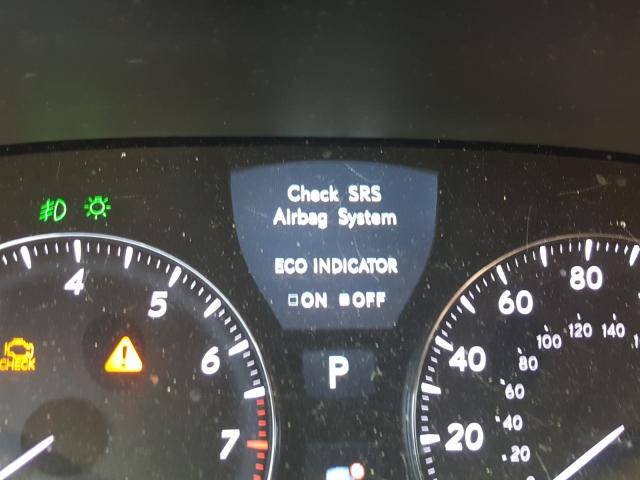 Check SRS
Airbag System
ECO INDICATOR
ON OFF
4
5
6
7
CHECK
!
P
20
40
60
80
20
40
60
80
100
120
140